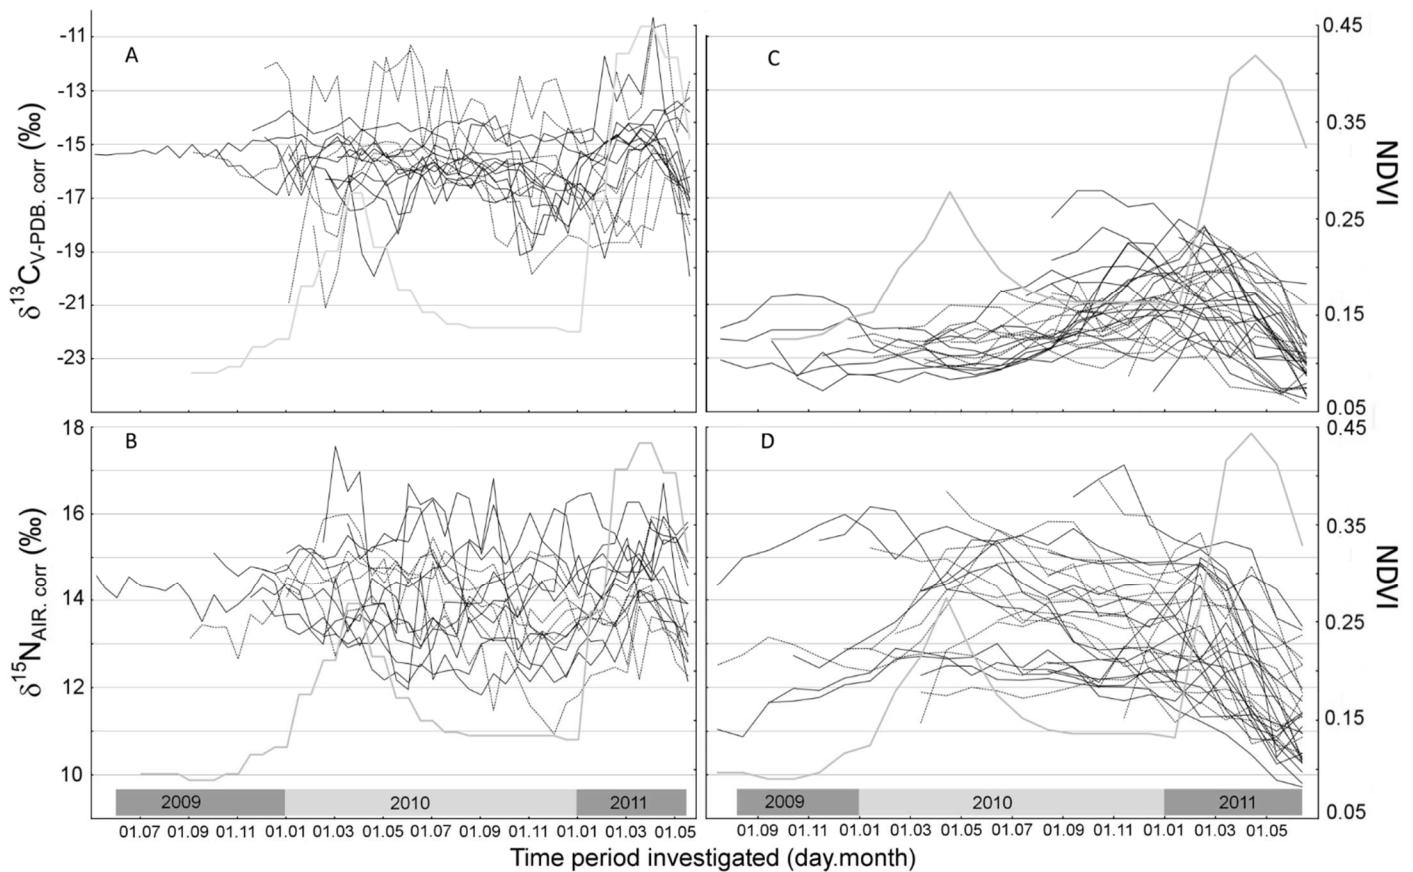 A
C
-11
-13
-15
-17
-19
-21
-23
δ13CV-PDB. corr (‰)
0.45
0.35
0.25
0.15
0.05
NDVI
B
D
18
16
14
12
10
δ15NAIR. corr (‰)
0.45
0.35
0.25
0.15
0.05
NDVI
2009 2010 2011
2009 2010 2011
01.07 01.09 01.11 01.01 01.03 01.05 01.07 01.09 01.11 01.01 01.03 01.05
01.09 01.11 01.01 01.03 01.05 01.07 01.09 01.11 01.01 01.03 01.05
Time period investigated (day.month)